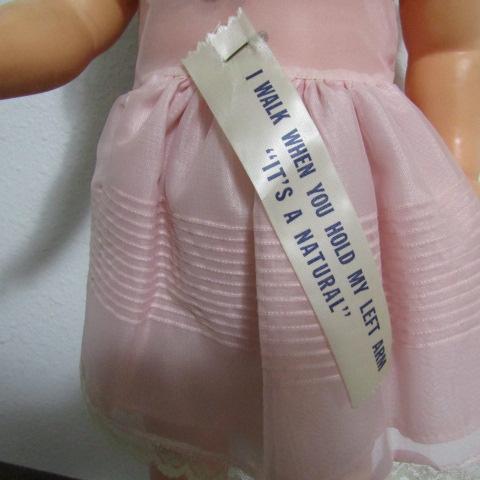 I WALK WHEN YOU HOLD MY LEFT ARM
"IT'S A NATURAL"